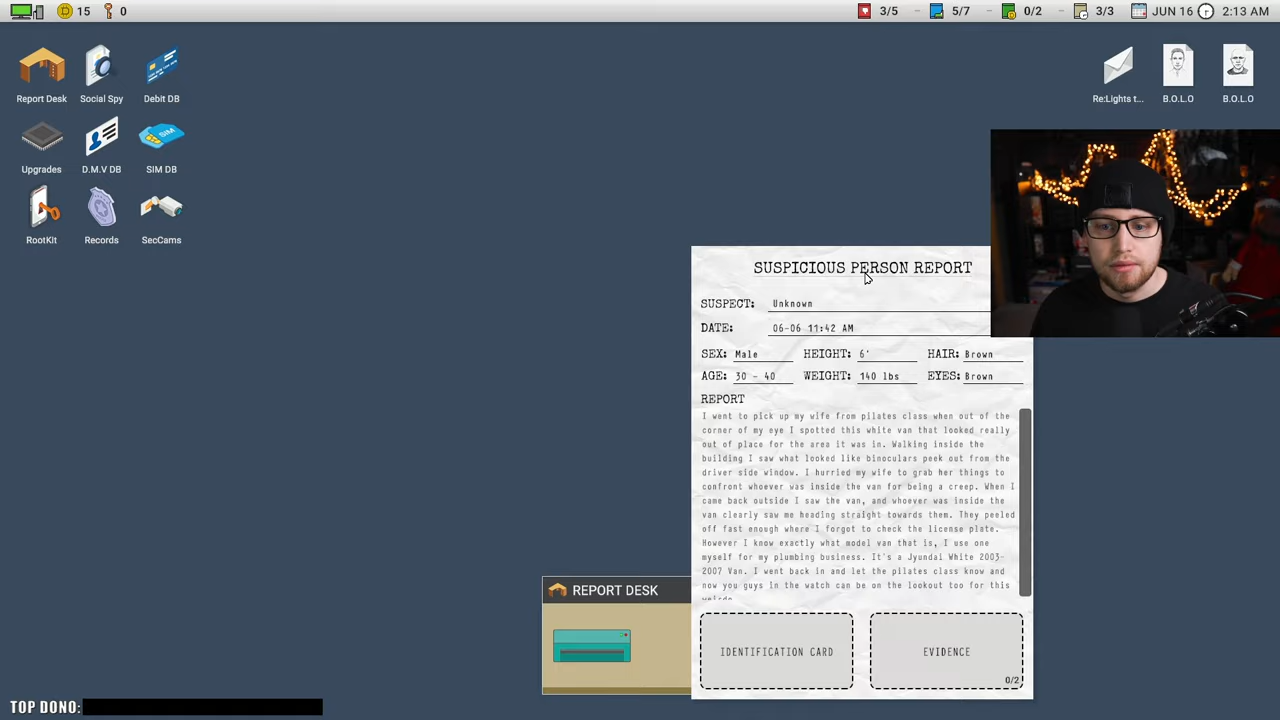 15
0
3/5
5/7
0/2
3/3
JUN 16
2:13 AM
Report Desk
Social Spy
Debit DB
Upgrades
D.M.V DB
SIM DB
RootKit
Records
SecCams
Re:Lights t...
B.O.L.O
B.O.L.O
SUSPICIOUS PERSON REPORT
SUSPECT: Unknown
DATE: 06-06 11:42 AM
SEX: Male HEIGHT: 6' HAIR: Brown
AGE: 30 - 40 WEIGHT: 140 lbs EYES: Brown
REPORT
I went to pick up my wife from pilates class when out of the
corner of my eye I spotted this white van that looked really
out of place for the area it was in. Walking inside the
building I saw what looked like binoculars peek out from the
driver side window. I hurried my wife to grab her things to
confront whoever was inside the van for being a creep. When I
came back outside I saw the van, and whoever was inside the
van clearly saw me heading straight towards them. They peeled
off fast enough where I forgot to check the license plate.
However I know exactly what model van that is, I use one
myself for my plumbing business. It's a Jyundai White 2003-
2007 Van. I went back in and let the pilates class know and
now you guys in the watch can be on the lookout too for this
IDENTIFICATION CARD
EVIDENCE
0/2
REPORT DESK
TOP DONO: